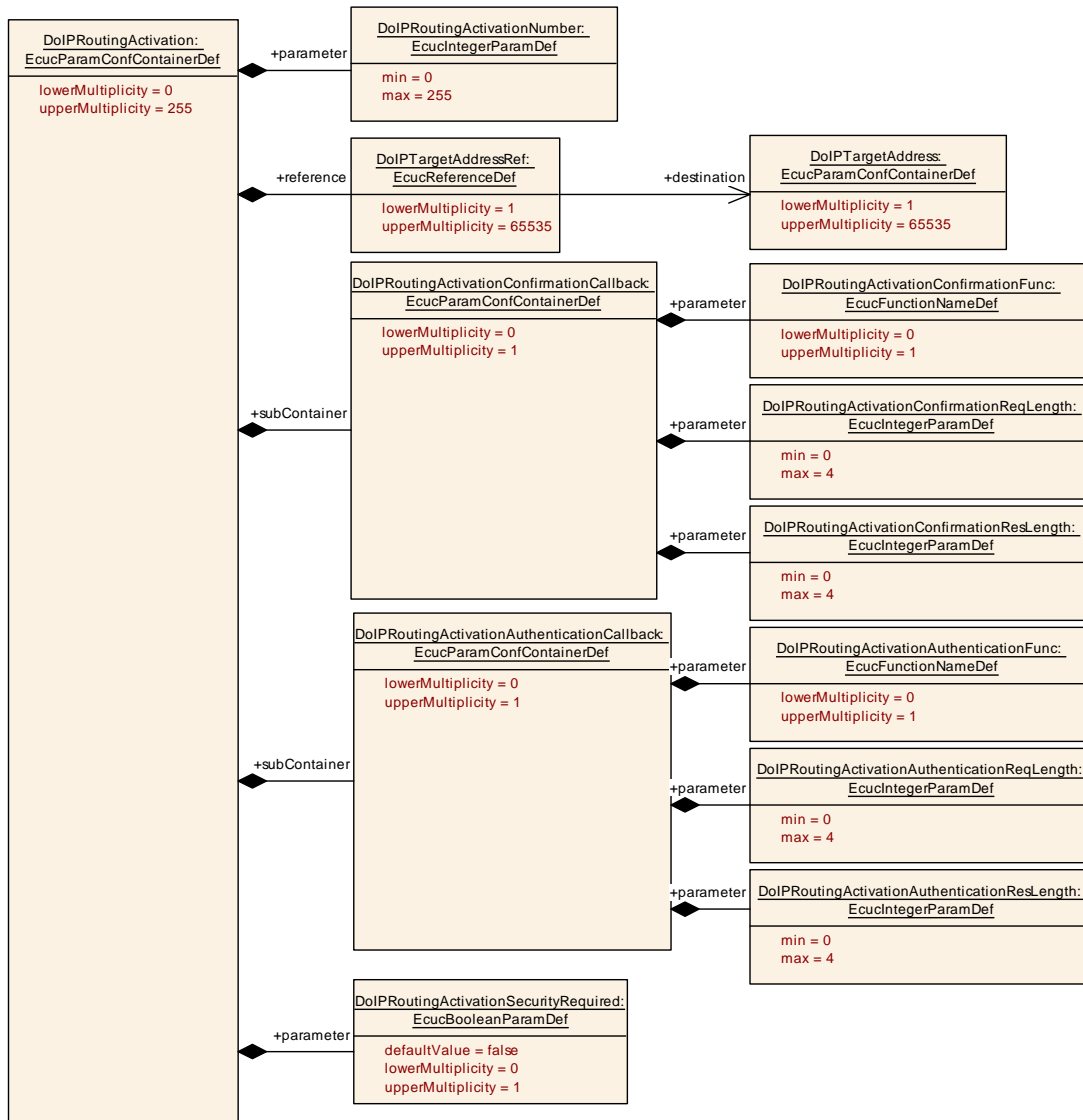 DoIPRoutingActivation:
EcucParamConfContainerDef
lowerMultiplicity = 0
upperMultiplicity = 255
+parameter
DoIPRoutingActivationNumber:
EcucIntegerParamDef
min = 0
max = 255
+reference
DoIPTargetAddressRef:
EcucReferenceDef
lowerMultiplicity = 1
upperMultiplicity = 65535
+destination
DoIPTargetAddress:
EcucParamConfContainerDef
lowerMultiplicity = 1
upperMultiplicity = 65535
+subContainer
DoIPRoutingActivationConfirmationCallback:
EcucParamConfContainerDef
lowerMultiplicity = 0
upperMultiplicity = 1
+parameter
DoIPRoutingActivationConfirmationFunc:
EcucFunctionNameDef
lowerMultiplicity = 0
upperMultiplicity = 1
+parameter
DoIPRoutingActivationConfirmationReqLength:
EcucIntegerParamDef
min = 0
max = 4
+parameter
DoIPRoutingActivationConfirmationResLength:
EcucIntegerParamDef
min = 0
max = 4
+subContainer
DoIPRoutingActivationAuthenticationCallback:
EcucParamConfContainerDef
lowerMultiplicity = 0
upperMultiplicity = 1
+parameter
DoIPRoutingActivationAuthenticationFunc:
EcucFunctionNameDef
lowerMultiplicity = 0
upperMultiplicity = 1
+parameter
DoIPRoutingActivationAuthenticationReqLength:
EcucIntegerParamDef
min = 0
max = 4
+parameter
DoIPRoutingActivationAuthenticationResLength:
EcucIntegerParamDef
min = 0
max = 4
+parameter
DoIPRoutingActivationSecurityRequired:
EcucBooleanParamDef
defaultValue = false
lowerMultiplicity = 0
upperMultiplicity = 1